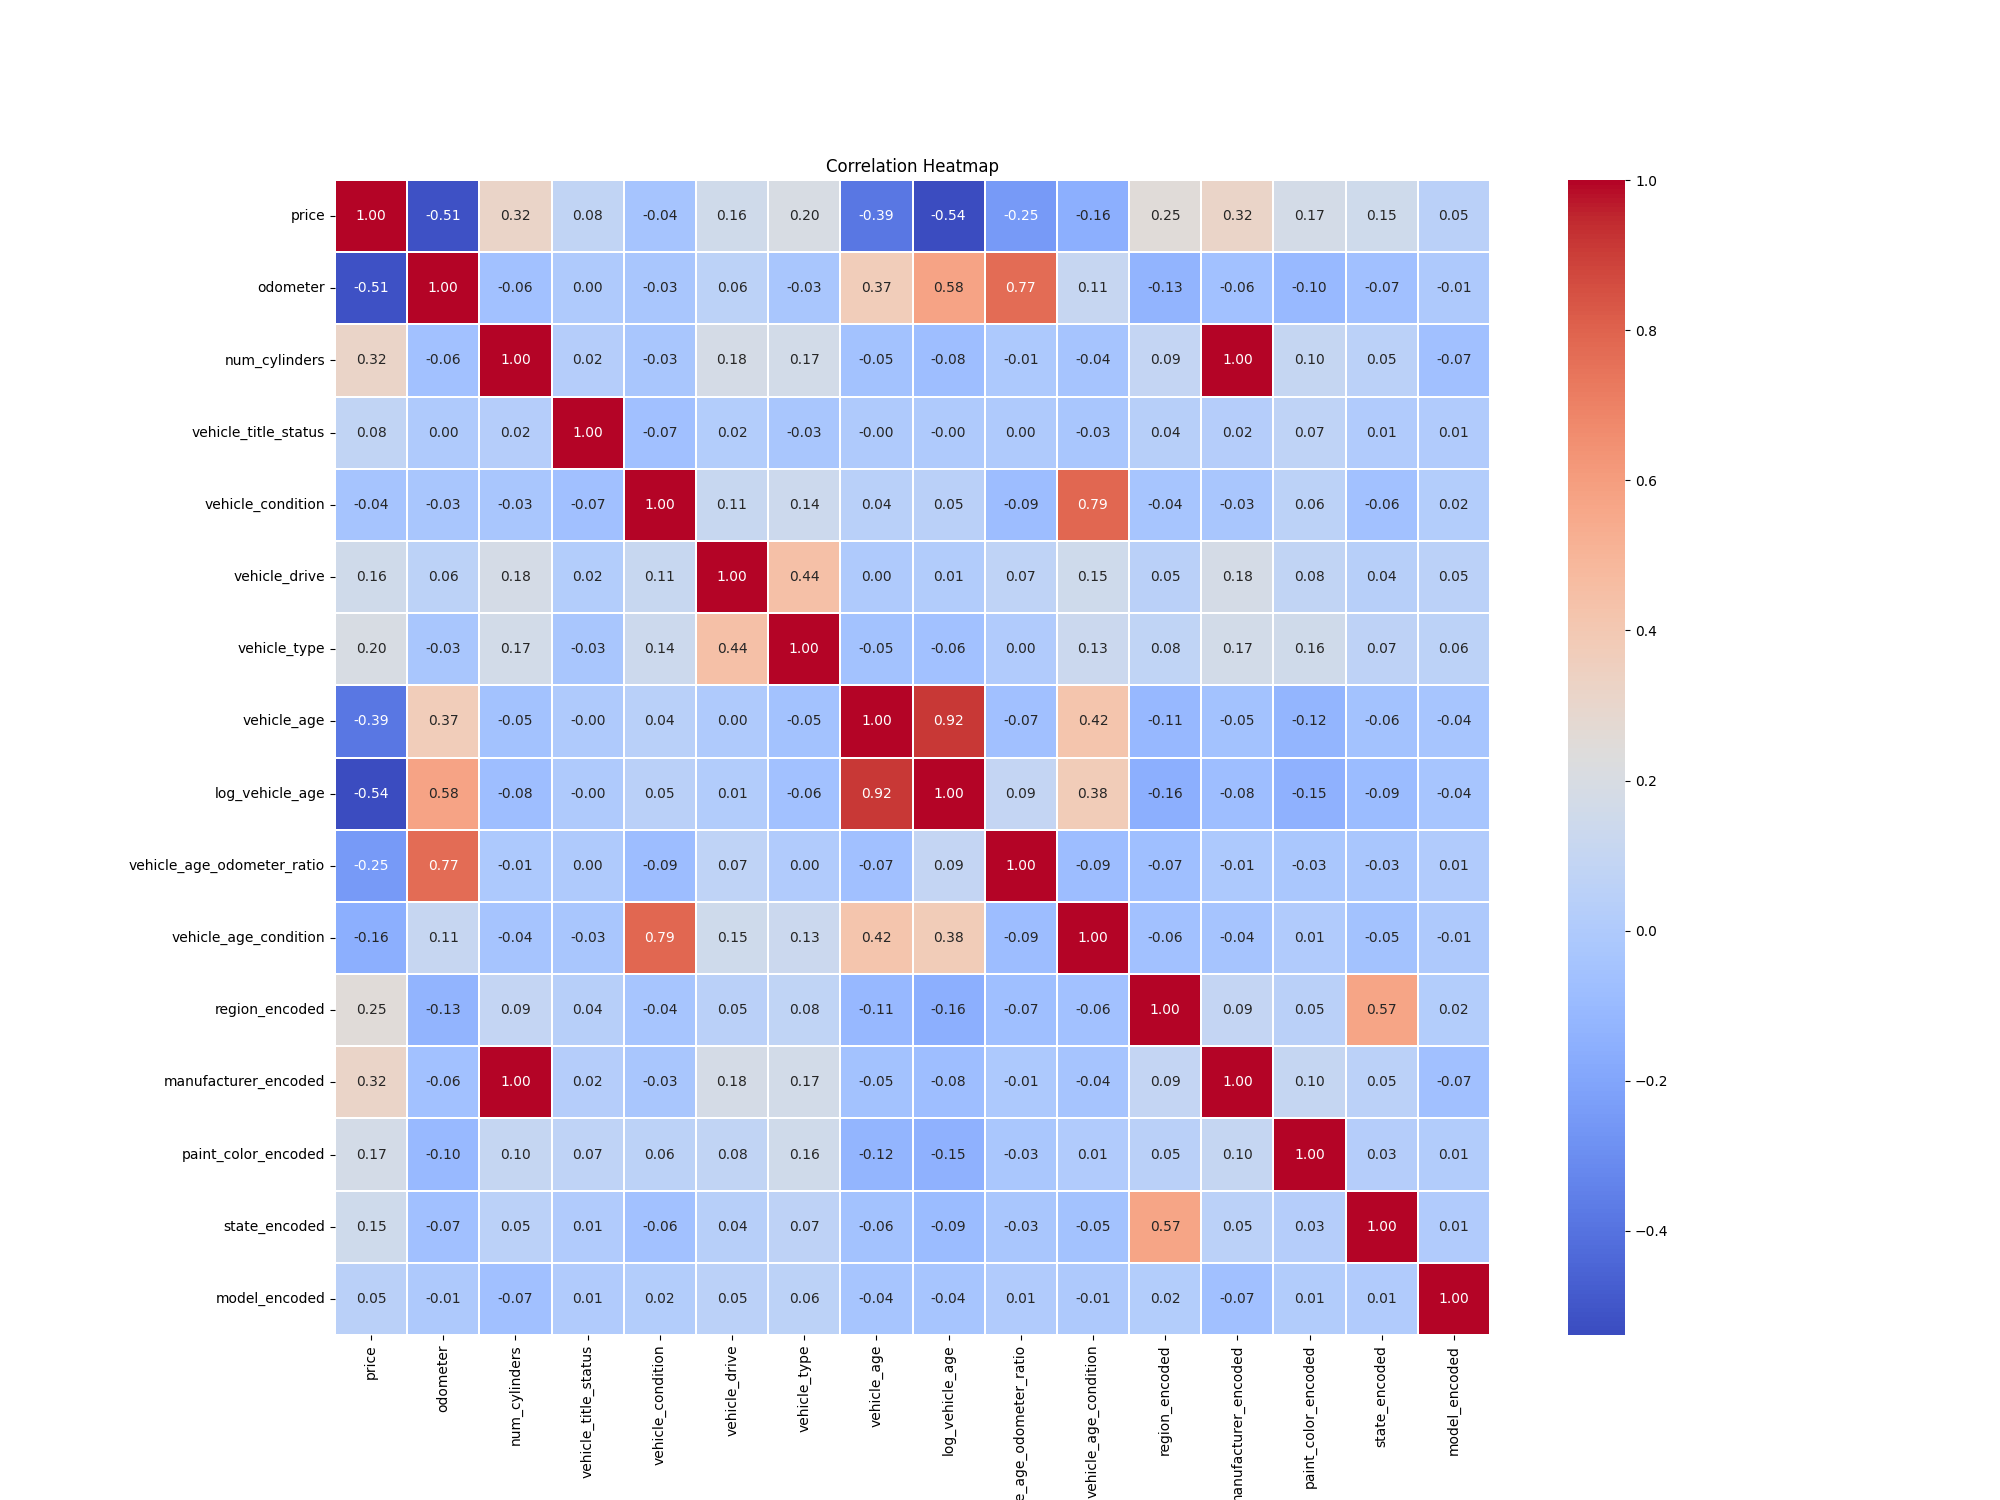 Correlation Heatmap
price 1.00 -0.51 0.32 0.08 -0.04 0.16 0.20 -0.39 -0.54 -0.25 -0.16 0.25 0.32 0.17 0.15 0.05
odometer -0.51 1.00 -0.06 0.00 -0.03 0.06 -0.03 0.37 0.58 0.77 0.11 -0.13 -0.06 -0.10 -0.07 -0.01
num_cylinders 0.32 -0.06 1.00 0.02 -0.03 0.18 0.17 -0.05 -0.08 -0.01 -0.04 0.09 1.00 0.10 0.05 -0.07
vehicle_title_status 0.08 0.00 0.02 1.00 -0.07 0.02 -0.03 -0.00 -0.00 0.00 -0.03 0.04 0.02 0.07 0.01 0.01
vehicle_condition -0.04 -0.03 -0.03 -0.07 1.00 0.11 0.14 0.04 0.05 -0.09 0.79 -0.04 -0.03 0.06 -0.06 0.02
vehicle_drive 0.16 0.06 0.18 0.02 0.11 1.00 0.44 0.00 0.01 0.07 0.15 0.05 0.18 0.08 0.04 0.05
vehicle_type 0.20 -0.03 0.17 -0.03 0.14 0.44 1.00 -0.05 -0.06 0.00 0.13 0.08 0.17 0.16 0.07 0.06
vehicle_age -0.39 0.37 -0.05 -0.00 0.04 0.00 -0.05 1.00 0.92 -0.07 0.42 -0.11 -0.05 -0.12 -0.06 -0.04
log_vehicle_age -0.54 0.58 -0.08 -0.00 0.05 0.01 -0.06 0.92 1.00 0.09 0.38 -0.16 -0.08 -0.15 -0.09 -0.04
vehicle_age_odometer_ratio -0.25 0.77 -0.01 0.00 -0.09 0.07 0.00 -0.07 0.09 1.00 -0.09 -0.07 -0.01 -0.03 -0.03 0.01
vehicle_age_condition -0.16 0.11 -0.04 -0.03 0.79 0.15 0.13 0.42 0.38 -0.09 1.00 -0.06 -0.04 0.01 -0.05 -0.01
region_encoded 0.25 -0.13 0.09 0.04 -0.04 0.05 0.08 -0.11 -0.16 -0.07 -0.06 1.00 0.09 0.05 0.57 0.02
manufacturer_encoded 0.32 -0.06 1.00 0.02 -0.03 0.18 0.17 -0.05 -0.08 -0.01 -0.04 0.09 1.00 0.10 0.05 -0.07
paint_color_encoded 0.17 -0.10 0.10 0.07 0.06 0.08 0.16 -0.12 -0.15 -0.03 0.01 0.05 0.10 1.00 0.03 0.01
state_encoded 0.15 -0.07 0.05 0.01 -0.06 0.04 0.07 -0.06 -0.09 -0.03 -0.05 0.57 0.05 0.03 1.00 0.01
model_encoded 0.05 -0.01 -0.07 0.01 0.02 0.05 0.06 -0.04 -0.04 0.01 -0.01 0.02 -0.07 0.01 0.01 1.00
price
odometer
num_cylinders
vehicle_title_status
vehicle_condition
vehicle_drive
vehicle_type
vehicle_age
log_vehicle_age
e_age_odometer_ratio
vehicle_age_condition
region_encoded
anufacturer_encoded
paint_color_encoded
state_encoded
model_encoded
1.0
0.8
0.6
0.4
0.2
0.0
−0.2
−0.4